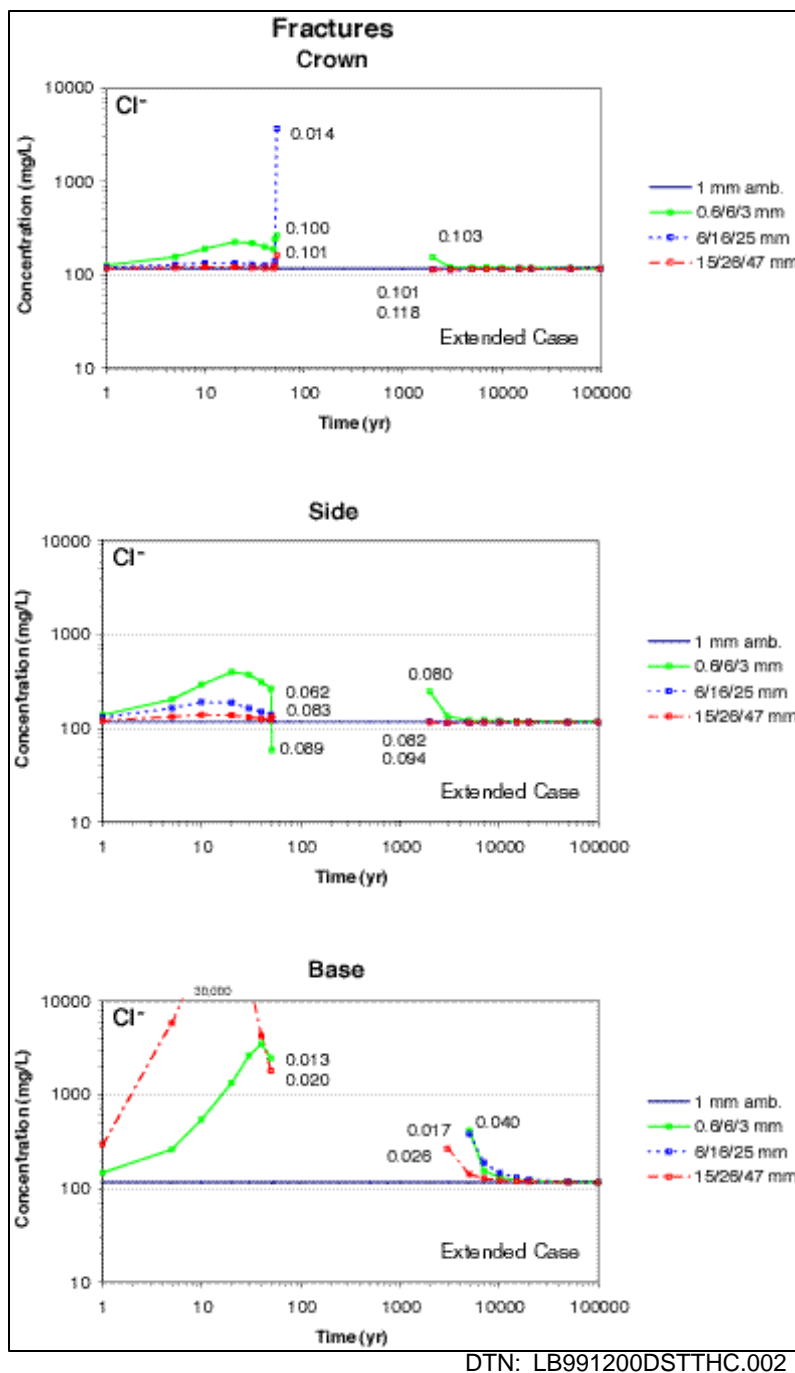 Fractures
Crown
Cl⁻
10000
1000
100
10
Concentration (mg/L)
0.014
0.100
0.101
0.103
0.101
0.118
Extended Case
1 10 100 1000 10000 100000
Time (yr)
1 mm amb.
0.6/6/3 mm
6/16/25 mm
15/26/47 mm
Side
Cl⁻
10000
1000
100
10
Concentration (mg/L)
0.062
0.083
0.089
0.080
0.082
0.094
Extended Case
1 10 100 1000 10000 100000
Time (yr)
1 mm amb.
0.6/6/3 mm
6/16/25 mm
15/26/47 mm
Base
30,000
Cl⁻
10000
1000
100
10
Concentration (mg/L)
0.013
0.020
0.017
0.026
0.040
Extended Case
1 10 100 1000 10000 100000
Time (yr)
1 mm amb.
0.6/6/3 mm
6/16/25 mm
15/26/47 mm
DTN: LB991200DSTTHC.002